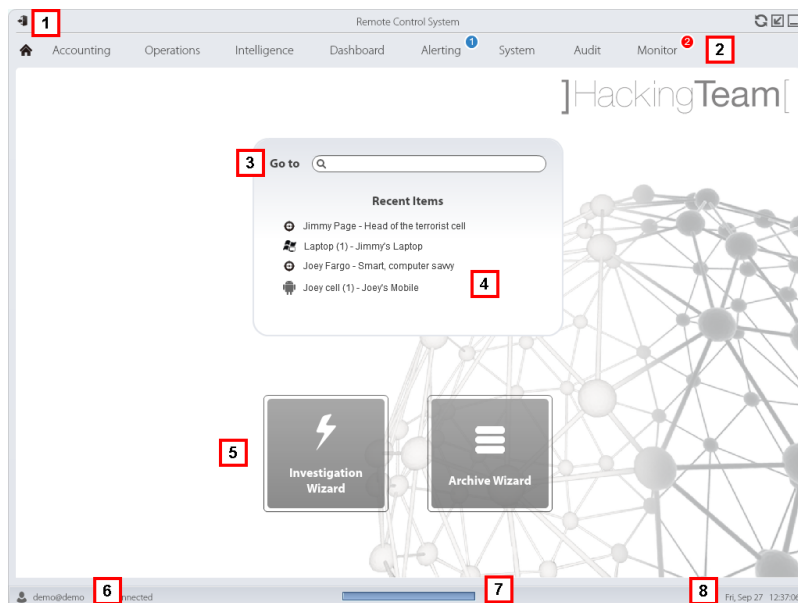 1
Remote Control System
Accounting Operations Intelligence Dashboard Alerting 1 System Audit Monitor 2 2
]HackingTeam[
3 Go to
Recent Items
Jimmy Page - Head of the terrorist cell
Laptop (1) - Jimmy's Laptop
Joey Fargo - Smart, computer savvy
Joey cell (1) - Joey's Mobile
4
5
Investigation
Wizard
Archive Wizard
demo@demo 6 nnected 7 8 Fri, Sep 27 12:37:06